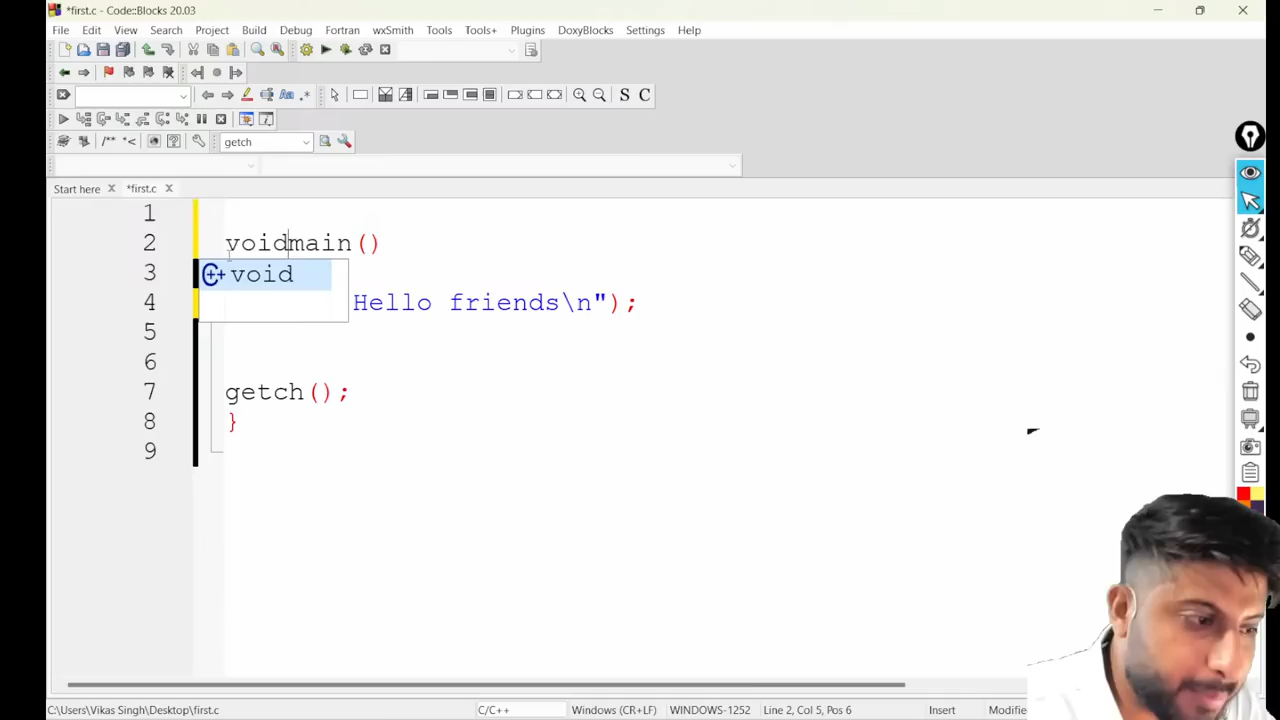 *first.c - Code::Blocks 20.03
File Edit View Search Project Build Debug Fortran wxSmith Tools Tools+ Plugins DoxyBlocks Settings Help
S C
/** *<
getch
Start here *first.c
1
2 voidmain()
3 void
4 Hello friends\n");
5
6
7 getch();
8 }
9
C:\Users\Vikas Singh\Desktop\first.c C/C++ Windows (CR+LF) WINDOWS-1252 Line 2, Col 5, Pos 6 Insert Modifie